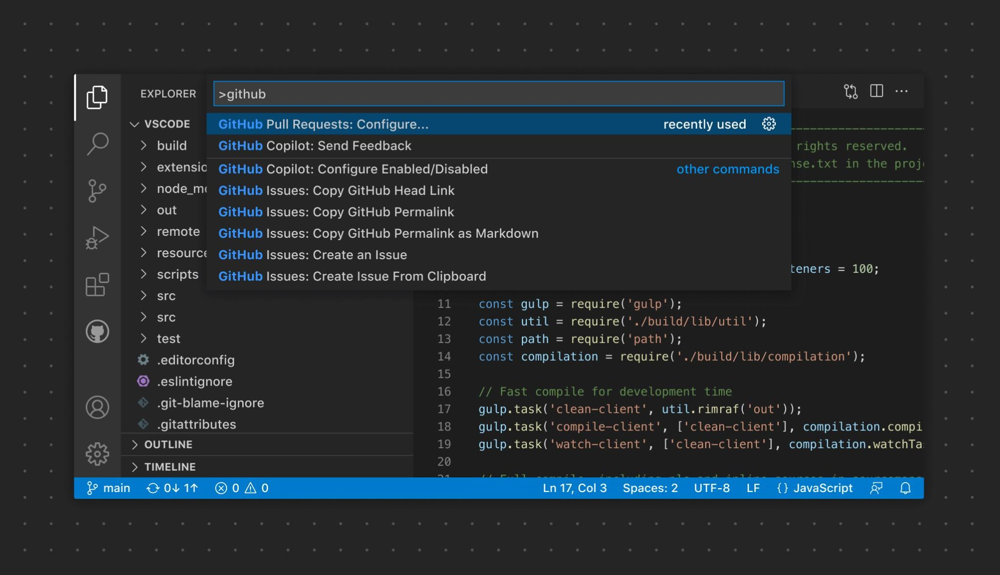 EXPLORER
>github
VSCODE
build
node_m
out
remote
scripts
src
src
test
.editorconfig
.eslintignore
.git-blame-ignore
.gitattributes
OUTLINE
TIMELINE
GitHub Pull Requests: Configure... recently used
GitHub Copilot: Send Feedback
GitHub Copilot: Configure Enabled/Disabled other commands
GitHub Issues: Copy GitHub Head Link
GitHub Issues: Copy GitHub Permalink
GitHub Issues: Copy GitHub Permalink as Markdown
GitHub Issues: Create an Issue
GitHub Issues: Create Issue From Clipboard
rights reserved.
nse.txt in the proj
teners = 100;
11 const gulp = require('gulp');
12 const util = require('./build/lib/util');
13 const path = require('path');
14 const compilation = require('./build/lib/compilation');
15
16 // Fast compile for development time
17 gulp.task('clean-client', util.rimraf('out'));
18 gulp.task('compile-client', ['clean-client'], compilation.compi
19 gulp.task('watch-client', ['clean-client'], compilation.watchTa
20
main 0↓ 1↑ 0 0 Ln 17, Col 3 Spaces: 2 UTF-8 LF {} JavaScript